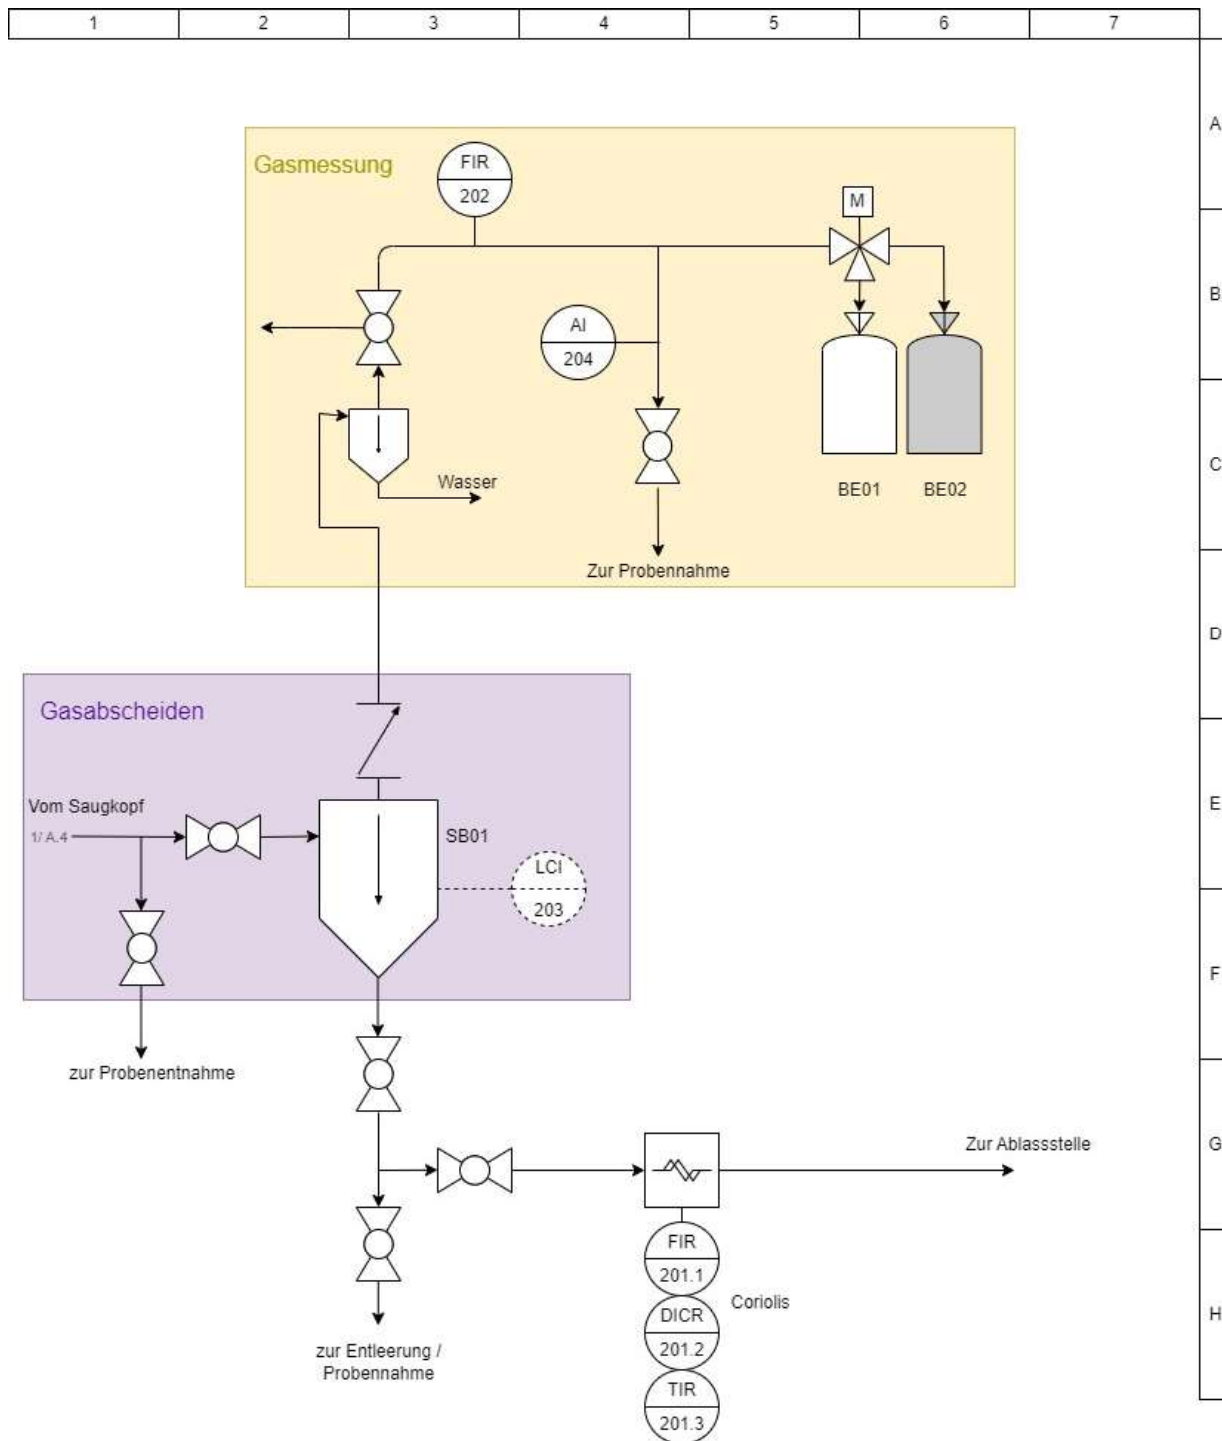 1 2 3 4 5 6 7
A
Gasmessung
FIR
202
M
B
AI
204
C
Wasser
BE01 BE02
Zur Probennahme
D
Gasabscheiden
E
Vom Saugkopf
1/ A.4
SB01
LCI
203
F
zur Probenentnahme
G
Zur Ablassstelle
FIR
201.1
Coriolis
H
DICR
201.2
zur Entleerung /
Probennahme
TIR
201.3